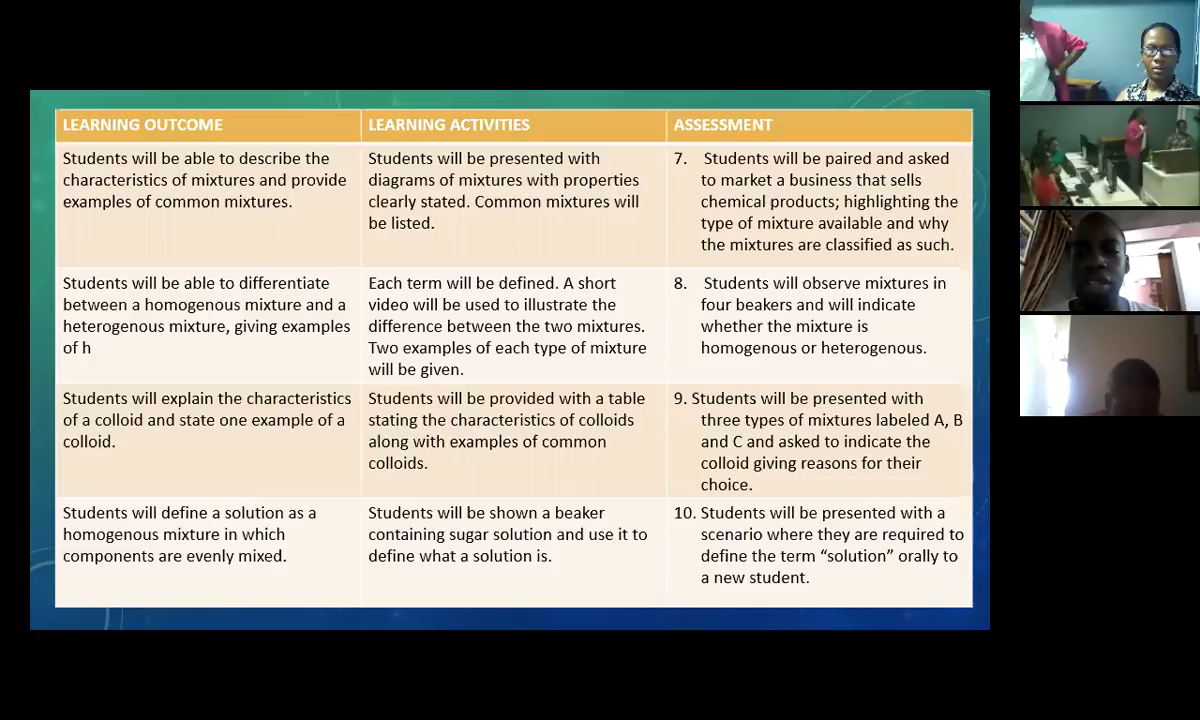 LEARNING OUTCOME
LEARNING ACTIVITIES
ASSESSMENT
Students will be able to describe the
characteristics of mixtures and provide
examples of common mixtures.
Students will be presented with
diagrams of mixtures with properties
clearly stated. Common mixtures will
be listed.
7. Students will be paired and asked
to market a business that sells
chemical products; highlighting the
type of mixture available and why
the mixtures are classified as such.
Students will be able to differentiate
between a homogenous mixture and a
heterogenous mixture, giving examples
of h
Each term will be defined. A short
video will be used to illustrate the
difference between the two mixtures.
Two examples of each type of mixture
will be given.
8. Students will observe mixtures in
four beakers and will indicate
whether the mixture is
homogenous or heterogenous.
Students will explain the characteristics
of a colloid and state one example of a
colloid.
Students will be provided with a table
stating the characteristics of colloids
along with examples of common
colloids.
9. Students will be presented with
three types of mixtures labeled A, B
and C and asked to indicate the
colloid giving reasons for their
choice.
Students will define a solution as a
homogenous mixture in which
components are evenly mixed.
Students will be shown a beaker
containing sugar solution and use it to
define what a solution is.
10. Students will be presented with a
scenario where they are required to
define the term “solution” orally to
a new student.